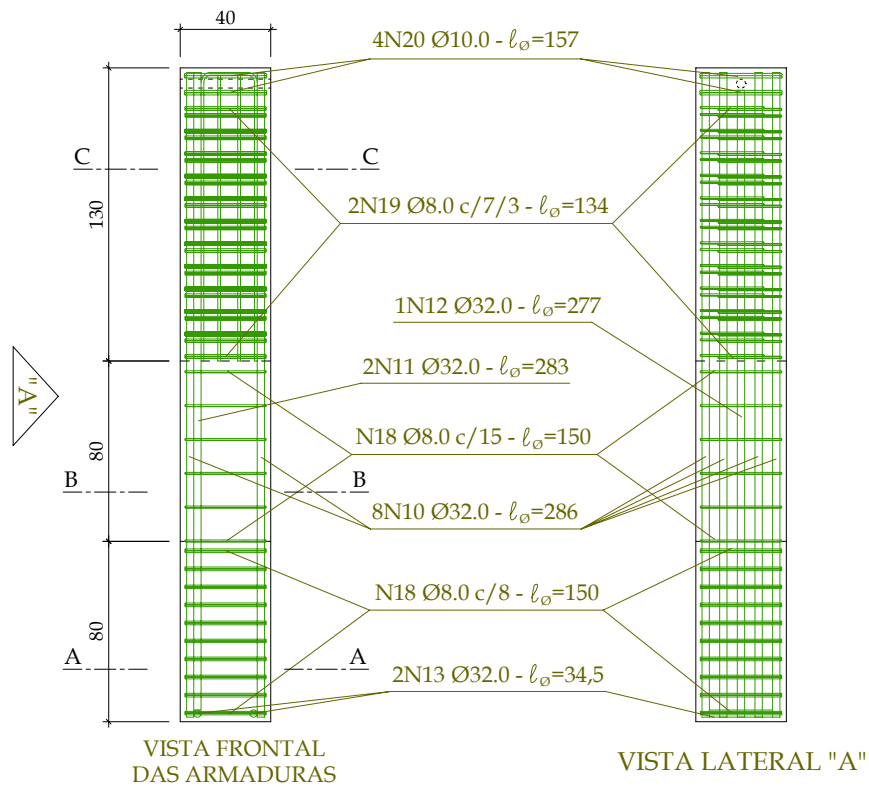 40
4N20 Ø10.0 - ℓø=157
C C
130
2N19 Ø8.0 c/7/3 - ℓø=134
1N12 Ø32.0 - ℓø=277
2N11 Ø32.0 - ℓø=283
"A"
N18 Ø8.0 c/15 - ℓø=150
80
B B
8N10 Ø32.0 - ℓø=286
N18 Ø8.0 c/8 - ℓø=150
80
A A
2N13 Ø32.0 - ℓø=34,5
VISTA FRONTAL
DAS ARMADURAS
VISTA LATERAL "A"